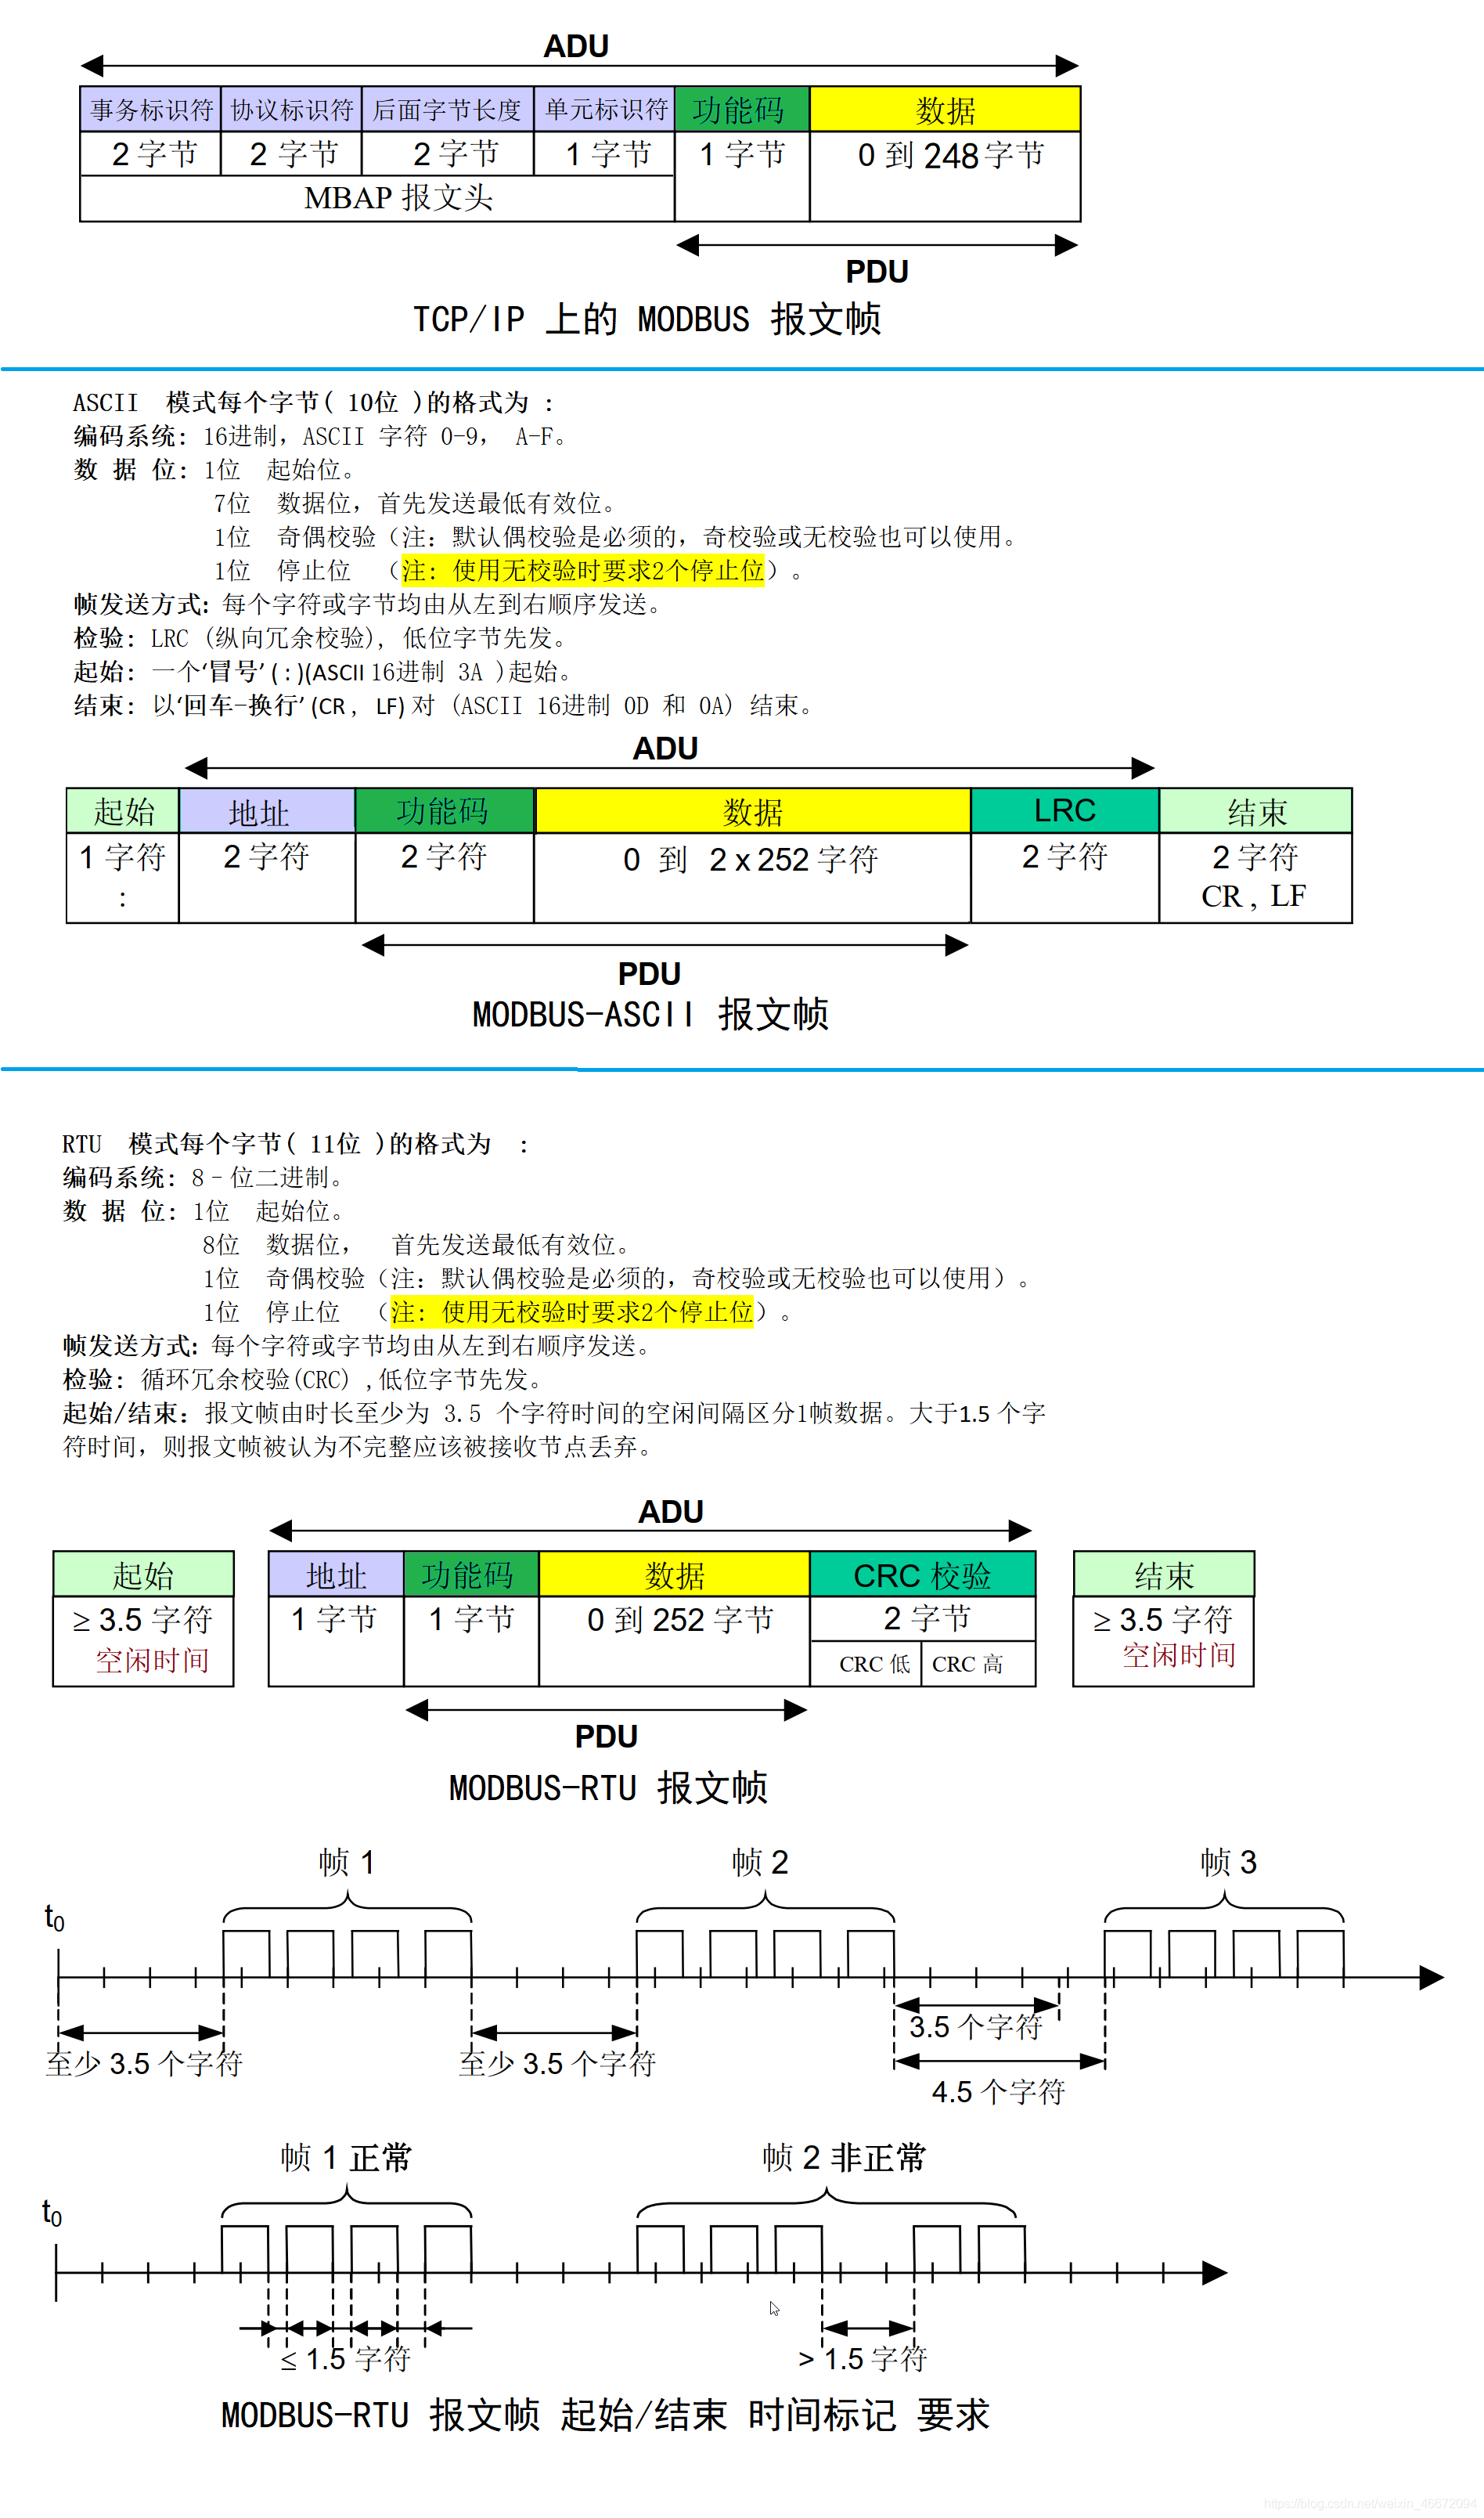 ADU
事务标识符 协议标识符 后面字节长度 单元标识符 功能码 数据
2 字节 2 字节 2 字节 1 字节 1 字节 0 到 248 字节
MBAP 报文头
PDU
TCP/IP 上的 MODBUS 报文帧
ASCII 模式每个字节( 10位 )的格式为 :
编码系统: 16进制, ASCII 字符 0-9, A-F。
数 据 位: 1位 起始位。
7位 数据位, 首先发送最低有效位。
1位 奇偶校验 (注: 默认偶校验是必须的, 奇校验或无校验也可以使用。
1位 停止位 (注: 使用无校验时要求2个停止位)。
帧发送方式: 每个字符或字节均由从左到右顺序发送。
检验: LRC (纵向冗余校验), 低位字节先发。
起始: 一个‘冒号’ ( : )(ASCII 16进制 3A )起始。
结束: 以‘回车-换行’ (CR , LF) 对 (ASCII 16进制 0D 和 0A) 结束。
ADU
起始 地址 功能码 数据 LRC 结束
1 字符 2 字符 2 字符 0 到 2 x 252 字符 2 字符 2 字符
: CR , LF
PDU
MODBUS-ASCII 报文帧
RTU 模式每个字节( 11位 )的格式为 :
编码系统: 8-位二进制。
数 据 位: 1位 起始位。
8位 数据位, 首先发送最低有效位。
1位 奇偶校验 (注: 默认偶校验是必须的, 奇校验或无校验也可以使用)。
1位 停止位 (注: 使用无校验时要求2个停止位)。
帧发送方式: 每个字符或字节均由从左到右顺序发送。
检验: 循环冗余校验(CRC) ,低位字节先发。
起始/结束: 报文帧由时长至少为 3.5 个字符时间的空闲间隔区分1帧数据。大于1.5 个字
符时间, 则报文帧被认为不完整应该被接收节点丢弃。
ADU
起始 地址 功能码 数据 CRC 校验 结束
≥ 3.5 字符 1 字节 1 字节 0 到 252 字节 2 字节 ≥ 3.5 字符
空闲时间 CRC 低 CRC 高 空闲时间
PDU
MODBUS-RTU 报文帧
帧 1 帧 2 帧 3
t0
3.5 个字符
至少 3.5 个字符 至少 3.5 个字符
4.5 个字符
帧 1 正常 帧 2 非正常
t0
≤ 1.5 字符 > 1.5 字符
MODBUS-RTU 报文帧 起始/结束 时间标记 要求
https://blog.csdn.net/weixin_46672094